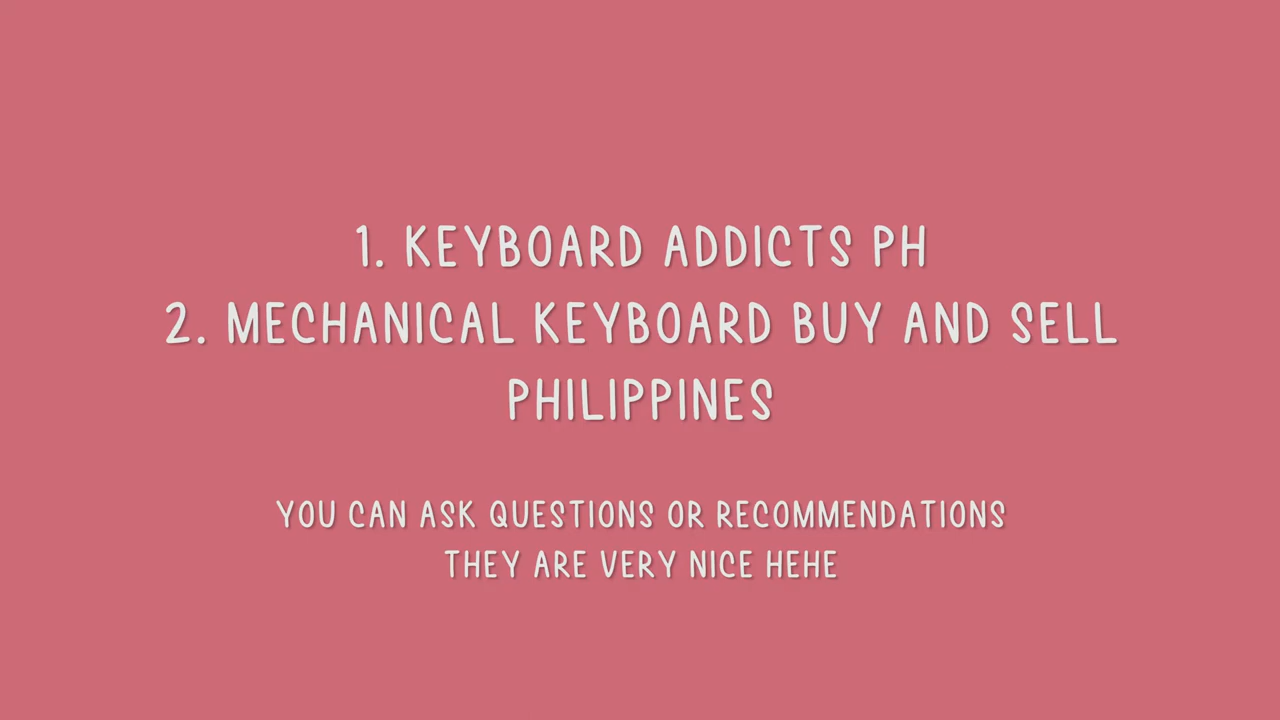 1. KEYBOARD ADDICTS PH
2. MECHANICAL KEYBOARD BUY AND SELL
PHILIPPINES
YOU CAN ASK QUESTIONS OR RECOMMENDATIONS
THEY ARE VERY NICE HEHE